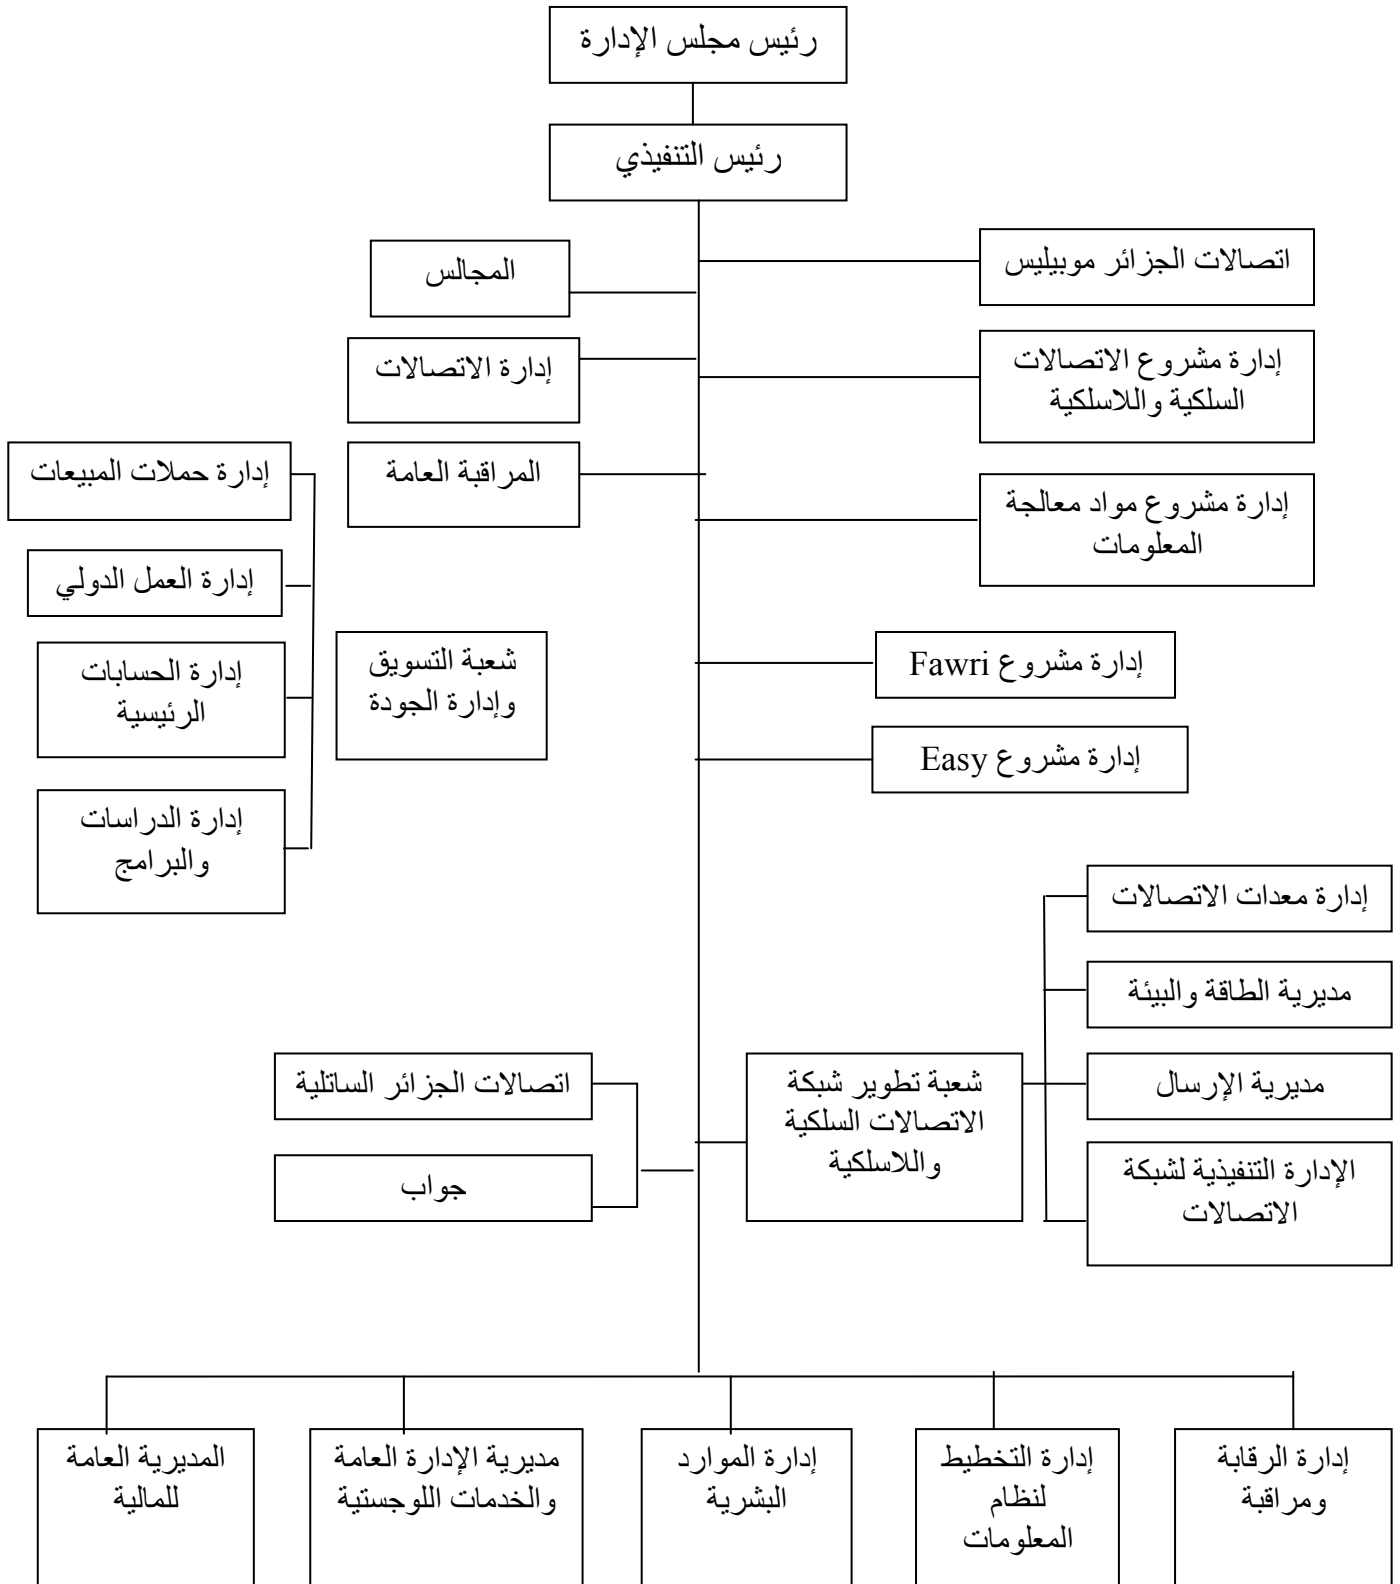 رئيس مجلس الإدارة
رئيس التنفيذي
اتصالات الجزائر موبيليس
المجالس
إدارة مشروع الاتصالات
السلكية واللاسلكية
إدارة الاتصالات
المراقبة العامة
إدارة حملات المبيعات
إدارة مشروع مواد معالجة
المعلومات
إدارة العمل الدولي
شعبة التسويق
وإدارة الجودة
إدارة الحسابات
الرئيسية
إدارة مشروع Fawri
إدارة مشروع Easy
إدارة الدراسات
والبرامج
إدارة معدات الاتصالات
مديرية الطاقة والبيئة
مديرية الإرسال
الإدارة التنفيذية لشبكة
الاتصالات
شعبة تطوير شبكة
الاتصالات السلكية
واللاسلكية
اتصالات الجزائر الساتلية
جواب
إدارة الرقابة
ومراقبة
إدارة التخطيط
لنظام
المعلومات
إدارة الموارد
البشرية
مديرية الإدارة العامة
والخدمات اللوجستية
المديرية العامة
للمالية